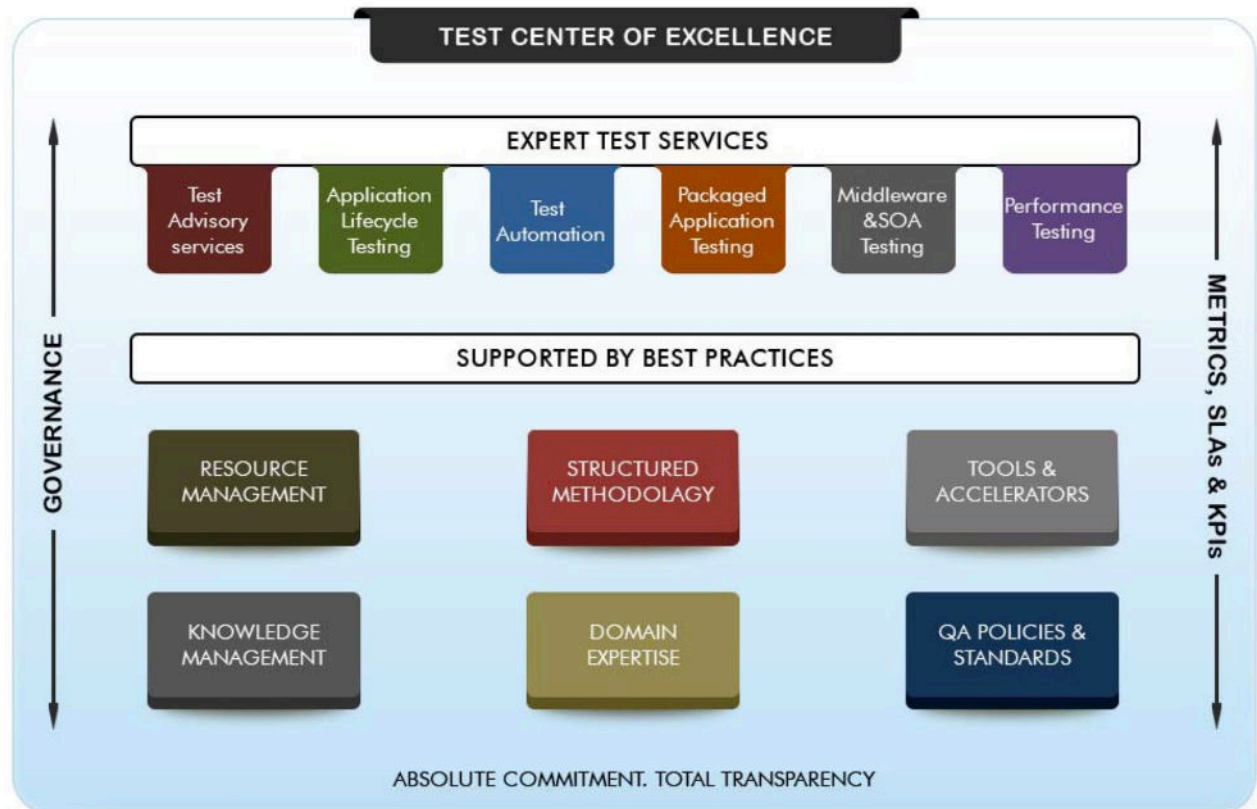 TEST CENTER OF EXCELLENCE
EXPERT TEST SERVICES
Test
Advisory
services
Application
Lifecycle
Testing
Test
Automation
Packaged
Application
Testing
Middleware
&SOA
Testing
Performance
Testing
GOVERNANCE
METRICS, SLAs & KPIs
SUPPORTED BY BEST PRACTICES
RESOURCE
MANAGEMENT
STRUCTURED
METHODOLAGY
TOOLS &
ACCELERATORS
KNOWLEDGE
MANAGEMENT
DOMAIN
EXPERTISE
QA POLICIES &
STANDARDS
ABSOLUTE COMMITMENT. TOTAL TRANSPARENCY